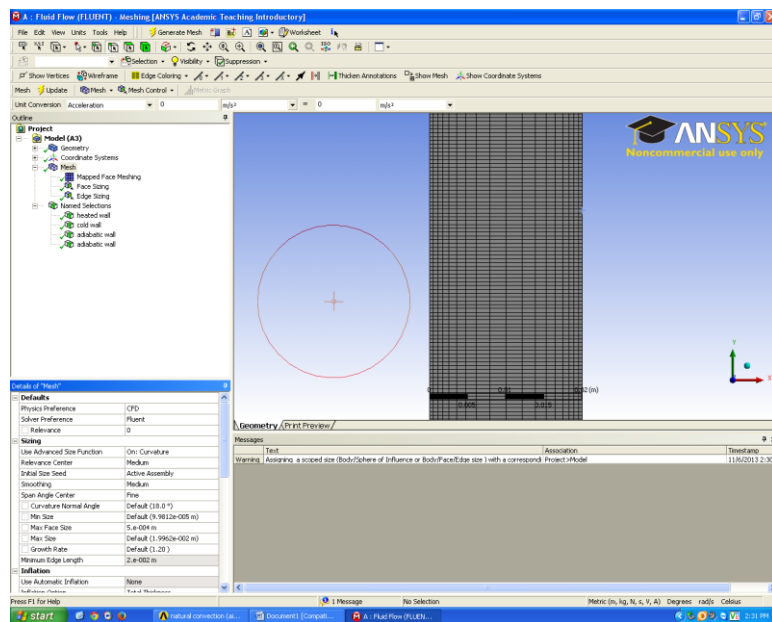 A : Fluid Flow (FLUENT) - Meshing [ANSYS Academic Teaching Introductory]
File Edit View Units Tools Help Generate Mesh Worksheet
Selection Visibility Suppression
Show Vertices Wireframe Edge Coloring Thicken Annotations Show Mesh Show Coordinate Systems
Mesh Update Mesh Mesh Control Metric Graph
Unit Conversion Acceleration 0 m/s² = 0 m/s²
Outline
Project
Model (A3)
Geometry
Coordinate Systems
Mesh
Mapped Face Meshing
Face Sizing
Edge Sizing
Named Selections
heated wall
cold wall
adiabatic wall
adiabatic wall
ANSYS
Noncommercial use only
Y
X
0 0.01 0.02 (m)
0.005 0.015
Geometry Print Preview
Details of "Mesh"
Defaults
Physics Preference CFD
Solver Preference Fluent
Relevance 0
Sizing
Use Advanced Size Function On: Curvature
Relevance Center Medium
Initial Size Seed Active Assembly
Smoothing Medium
Span Angle Center Fine
Curvature Normal Angle Default (18.0 °)
Min Size Default (9.9812e-005 m)
Max Face Size 5.e-004 m
Max Size Default (1.9962e-002 m)
Growth Rate Default (1.20 )
Minimum Edge Length 2.e-002 m
Inflation
Use Automatic Inflation None
Inflation Option Total Thickness
Messages
Text Association Timestamp
Warning Assigning a scoped size (Body/Sphere of Influence or Body/Face/Edge size ) with a correspondi Project>Model 11/6/2013 2:30
Press F1 for Help 1 Message No Selection Metric (m, kg, N, s, V, A) Degrees rad/s Celsius
start natural convection (ai... Document1 [Compati... A : Fluid Flow (FLUEN... 2:31 PM